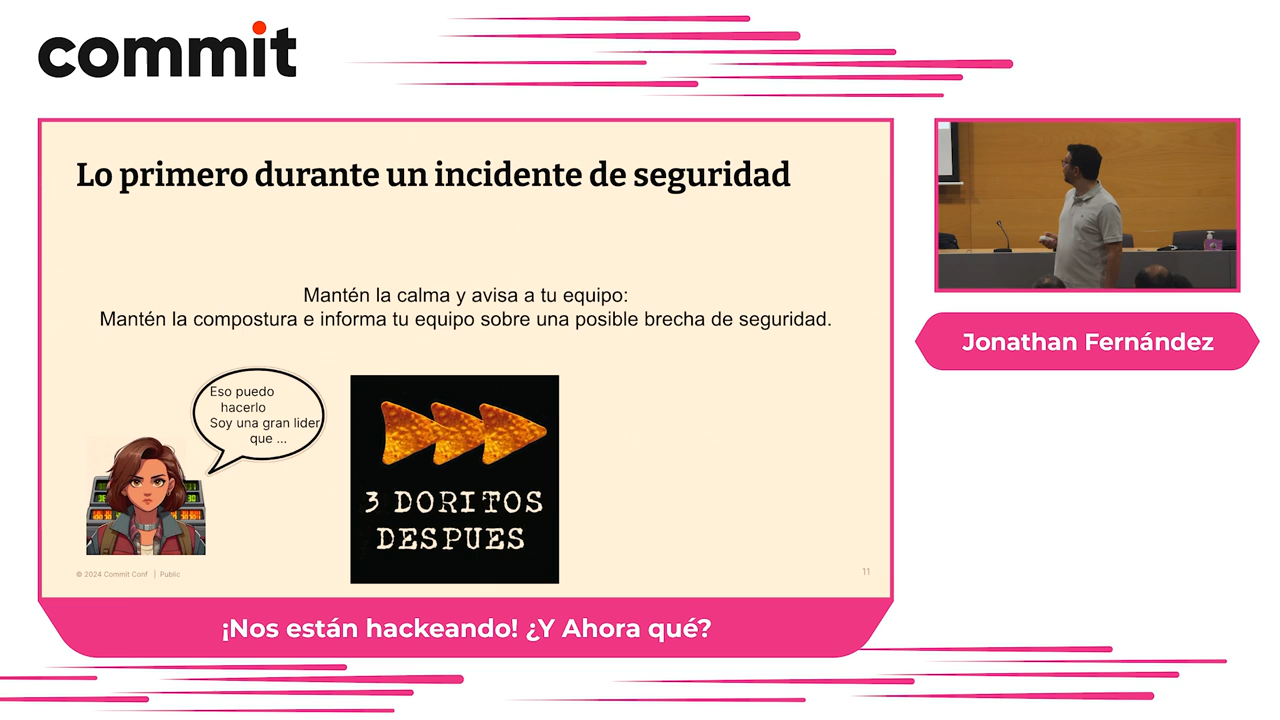 commit
Lo primero durante un incidente de seguridad
Mantén la calma y avisa a tu equipo:
Mantén la compostura e informa tu equipo sobre una posible brecha de seguridad.
Eso puedo
hacerlo
Soy una gran lider
que ...
3 DORITOS
DESPUES
© 2024 Commit Conf | Public
11
¡Nos están hackeando! ¿Y Ahora qué?
Jonathan Fernández